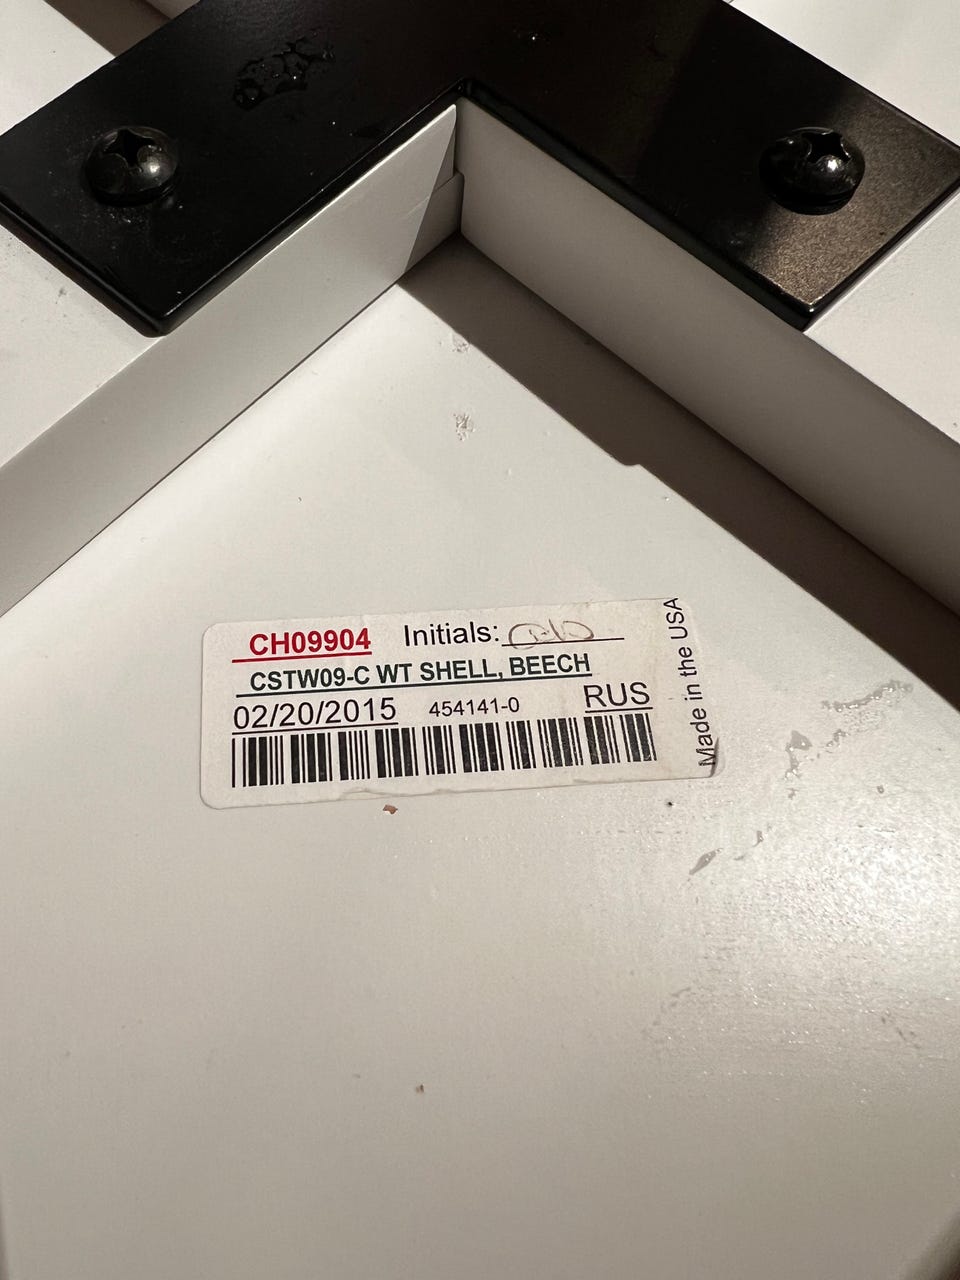 CH09904 Initials:
CSTW09-C WT SHELL, BEECH
02/20/2015 454141-0 RUS
Made in the USA